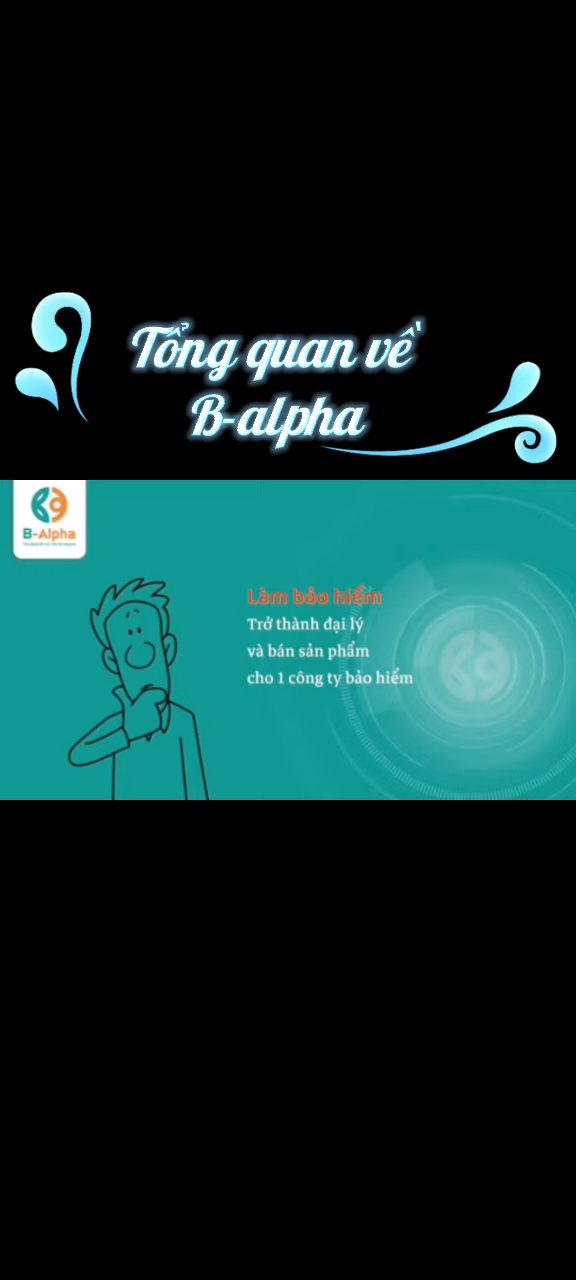 Tổng quan về
B-alpha
B-Alpha
Làm bảo hiểm
Trở thành đại lý
và bán sản phẩm
cho 1 công ty bảo hiểm